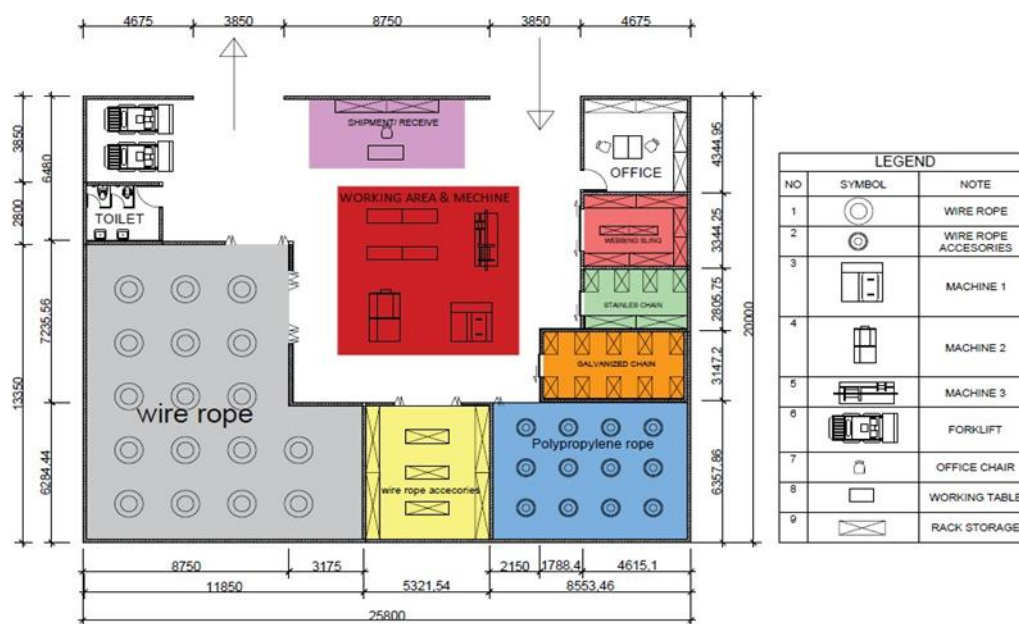 4675 3850 8750 3850 4675
SHIPMENT/ RECEIVE
OFFICE
TOILET
WORKING AREA & MECHINE
WEBBING SLING
STAINLES CHAIN
GALVANIZED CHAIN
wire rope
wire rope accecories
Polypropylene rope
3850
2800
13350
6480
7235,56
6284.44
4344,95
3344,25
2805,75
3147,2
6357,86
20000
8750 3175 2150 1788.4 4615,1
11850 5321,54 8553,46
25800
LEGEND
NO SYMBOL NOTE
1 WIRE ROPE
2 WIRE ROPE
ACCESORIES
3 MACHINE 1
4 MACHINE 2
5 MACHINE 3
6 FORKLIFT
7 OFFICE CHAIR
8 WORKING TABLE
9 RACK STORAGE